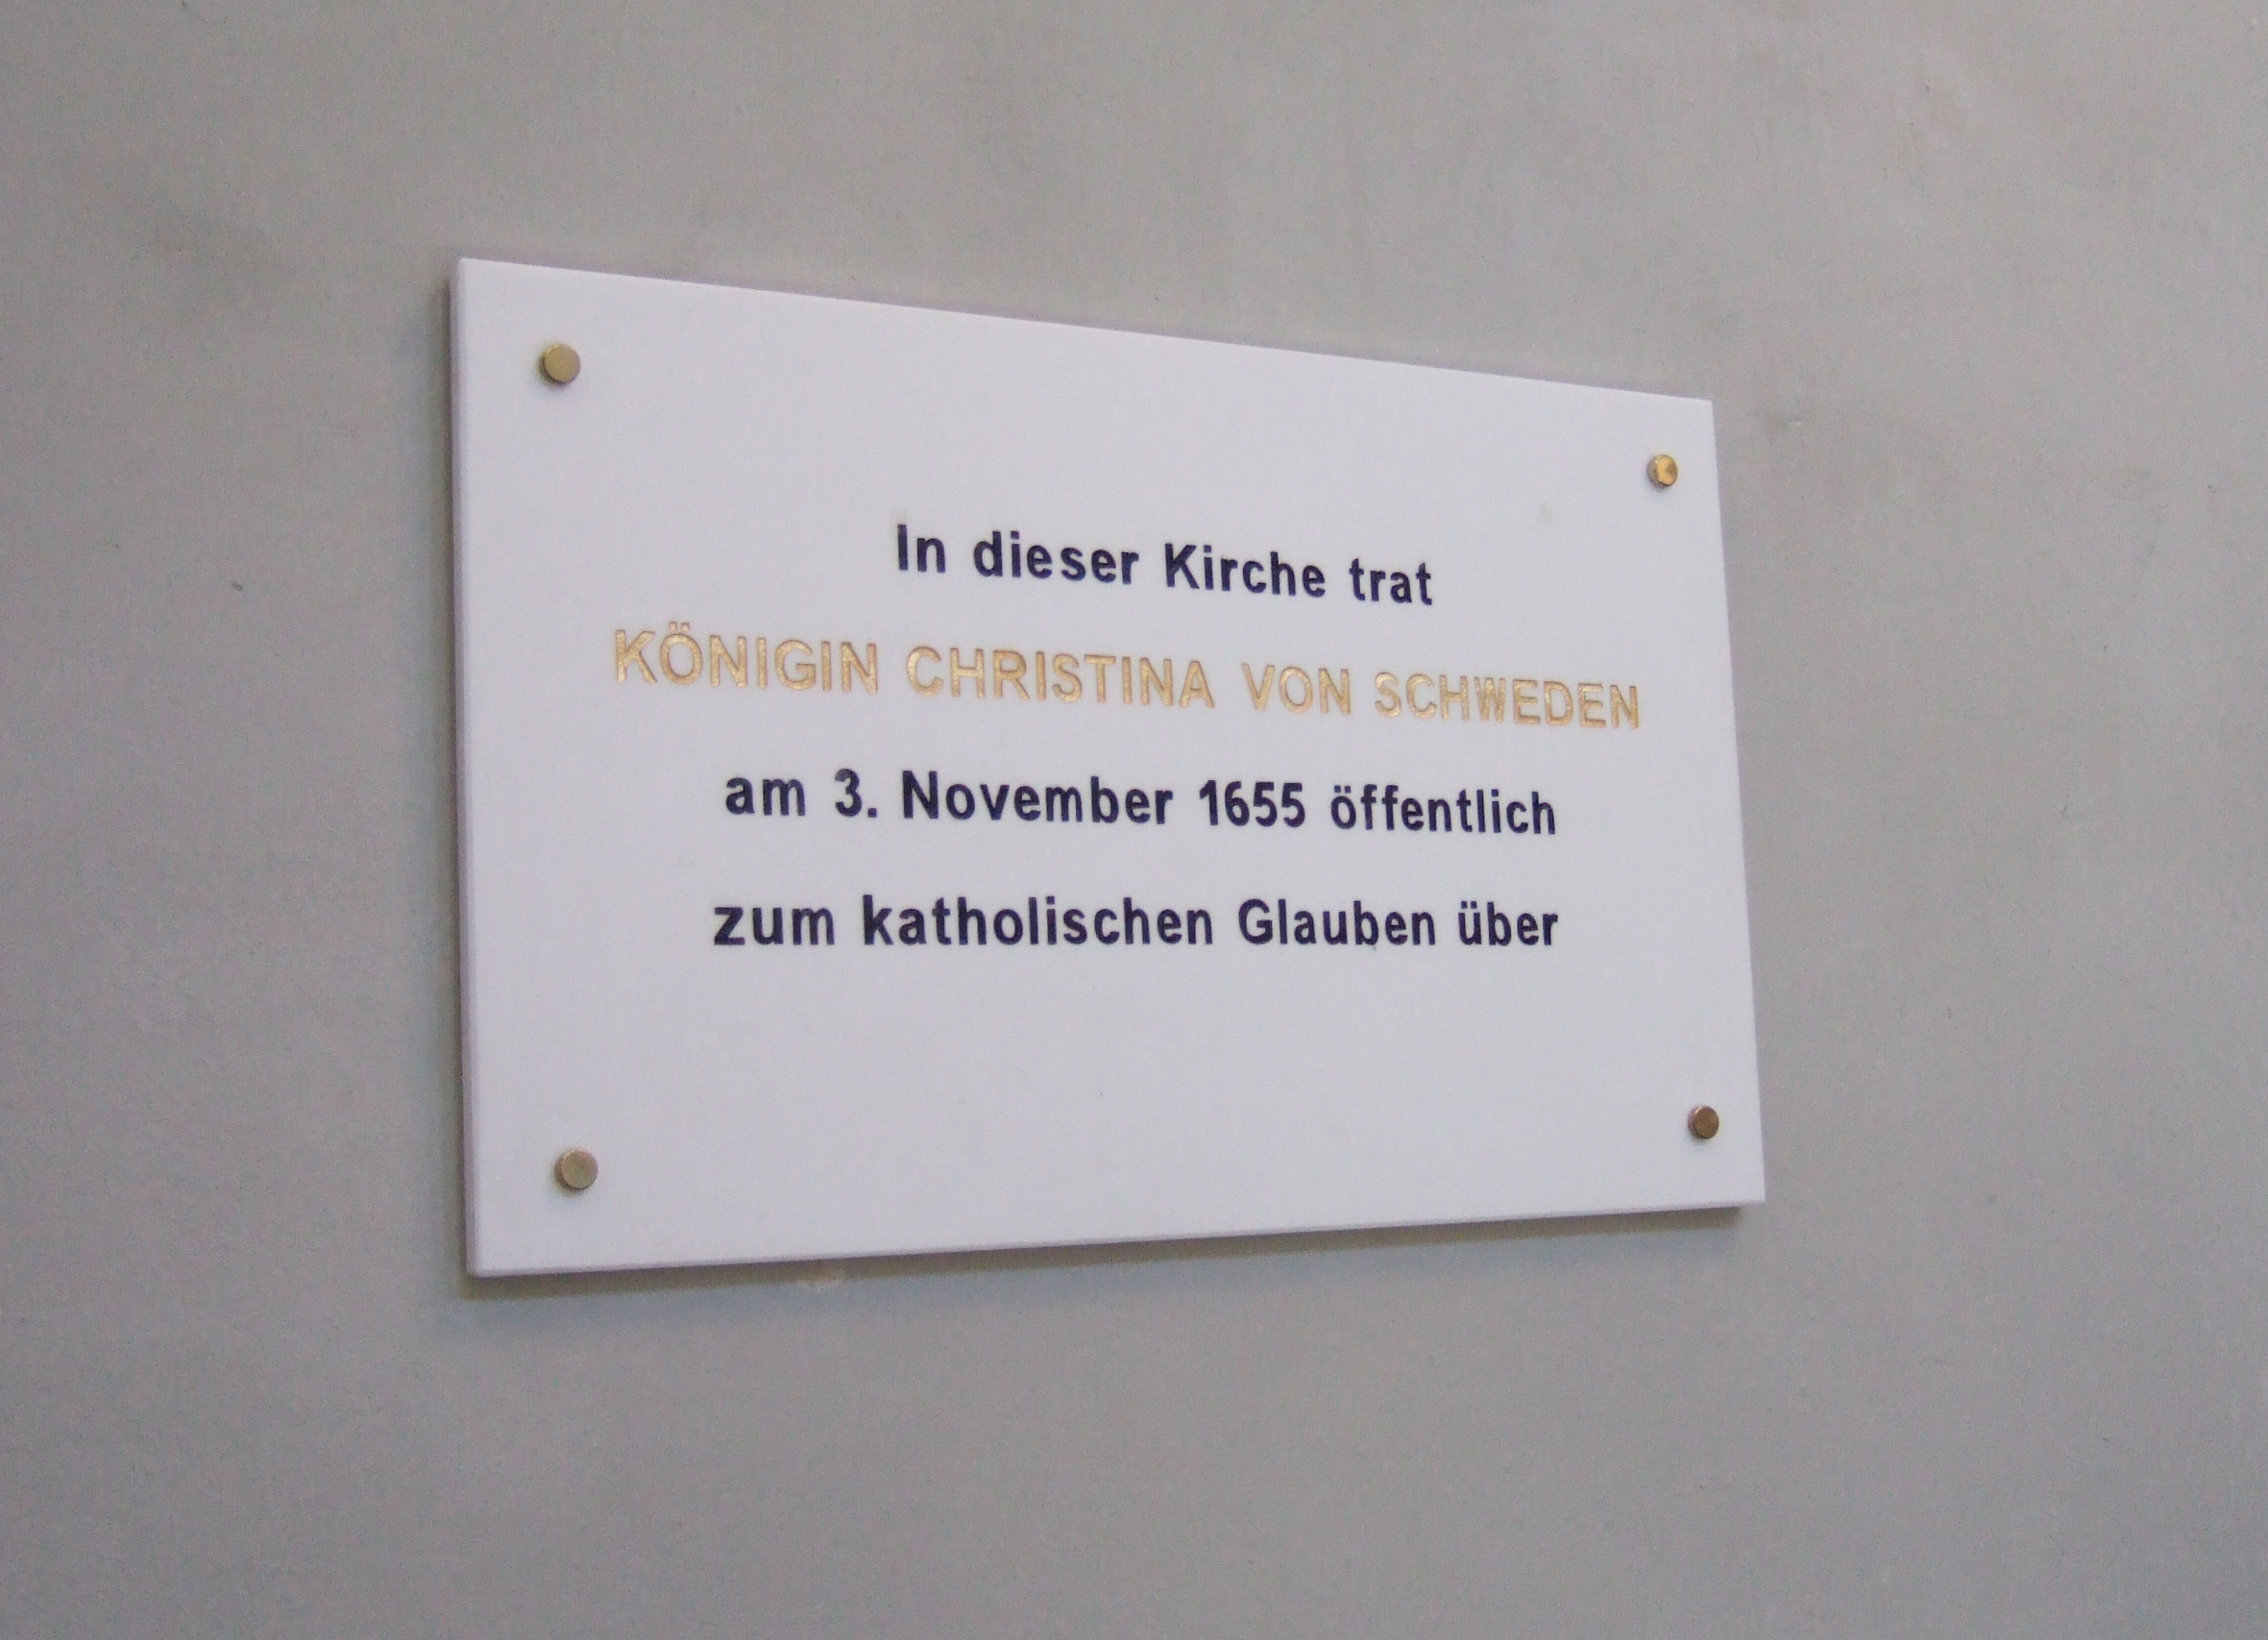 In dieser Kirche trat
KÖNIGIN CHRISTINA VON SCHWEDEN
am 3. November 1655 öffentlich
zum katholischen Glauben über